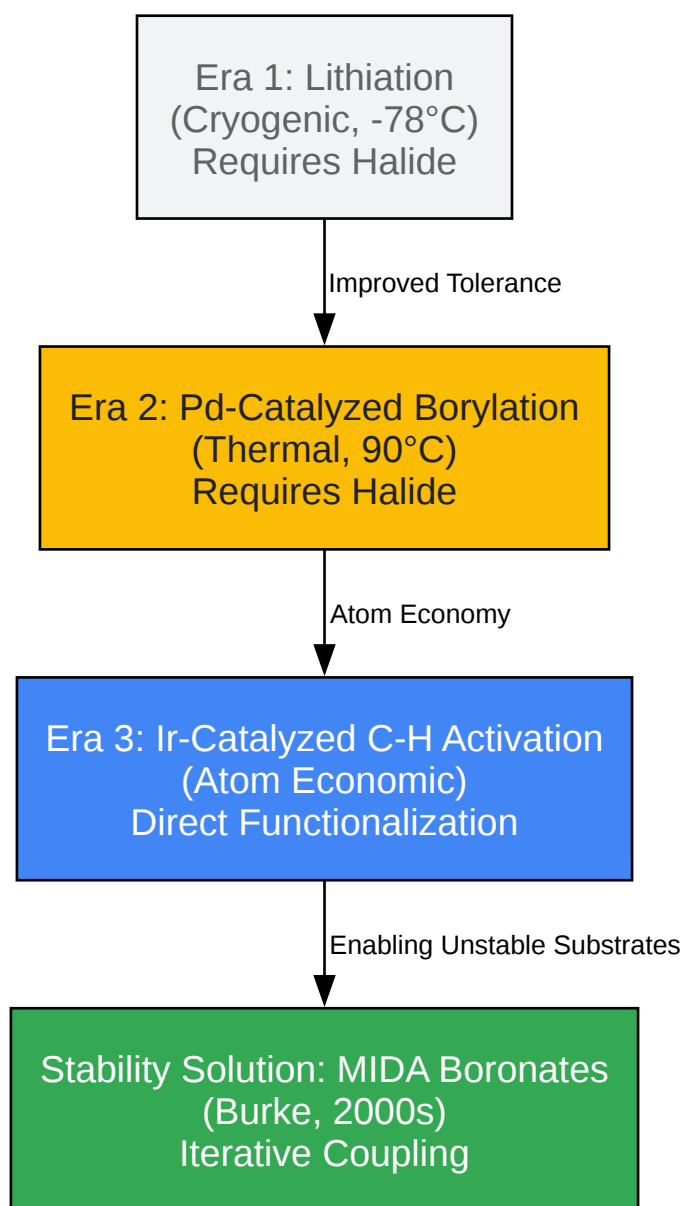 Era 1: Lithiation
(Cryogenic, -78°C)
Requires Halide
Improved Tolerance
Era 2: Pd-Catalyzed Borylation
(Thermal, 90°C)
Requires Halide
Atom Economy
Era 3: Ir-Catalyzed C-H Activation
(Atom Economic)
Direct Functionalization
Enabling Unstable Substrates
Stability Solution: MIDA Boronates
(Burke, 2000s)
Iterative Coupling